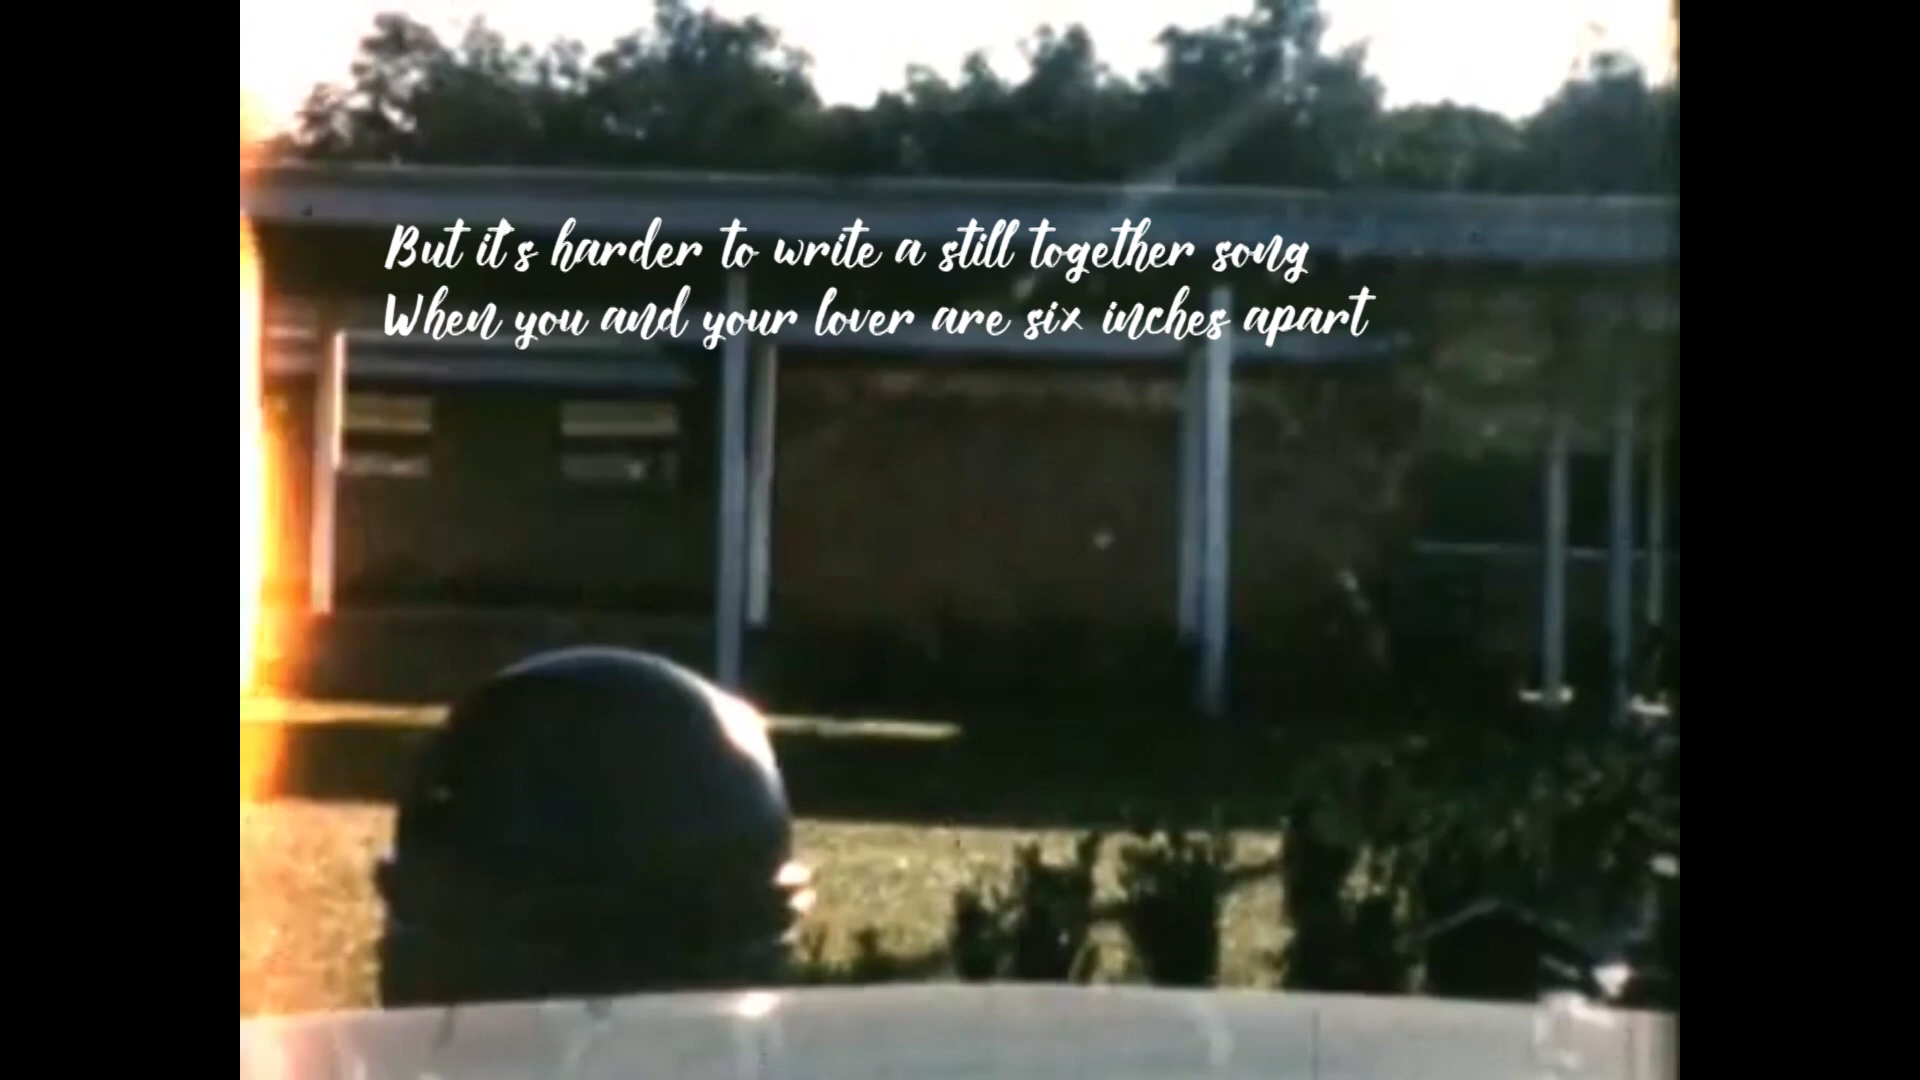 But it's harder to write a still together song
When you and your lover are six inches apart